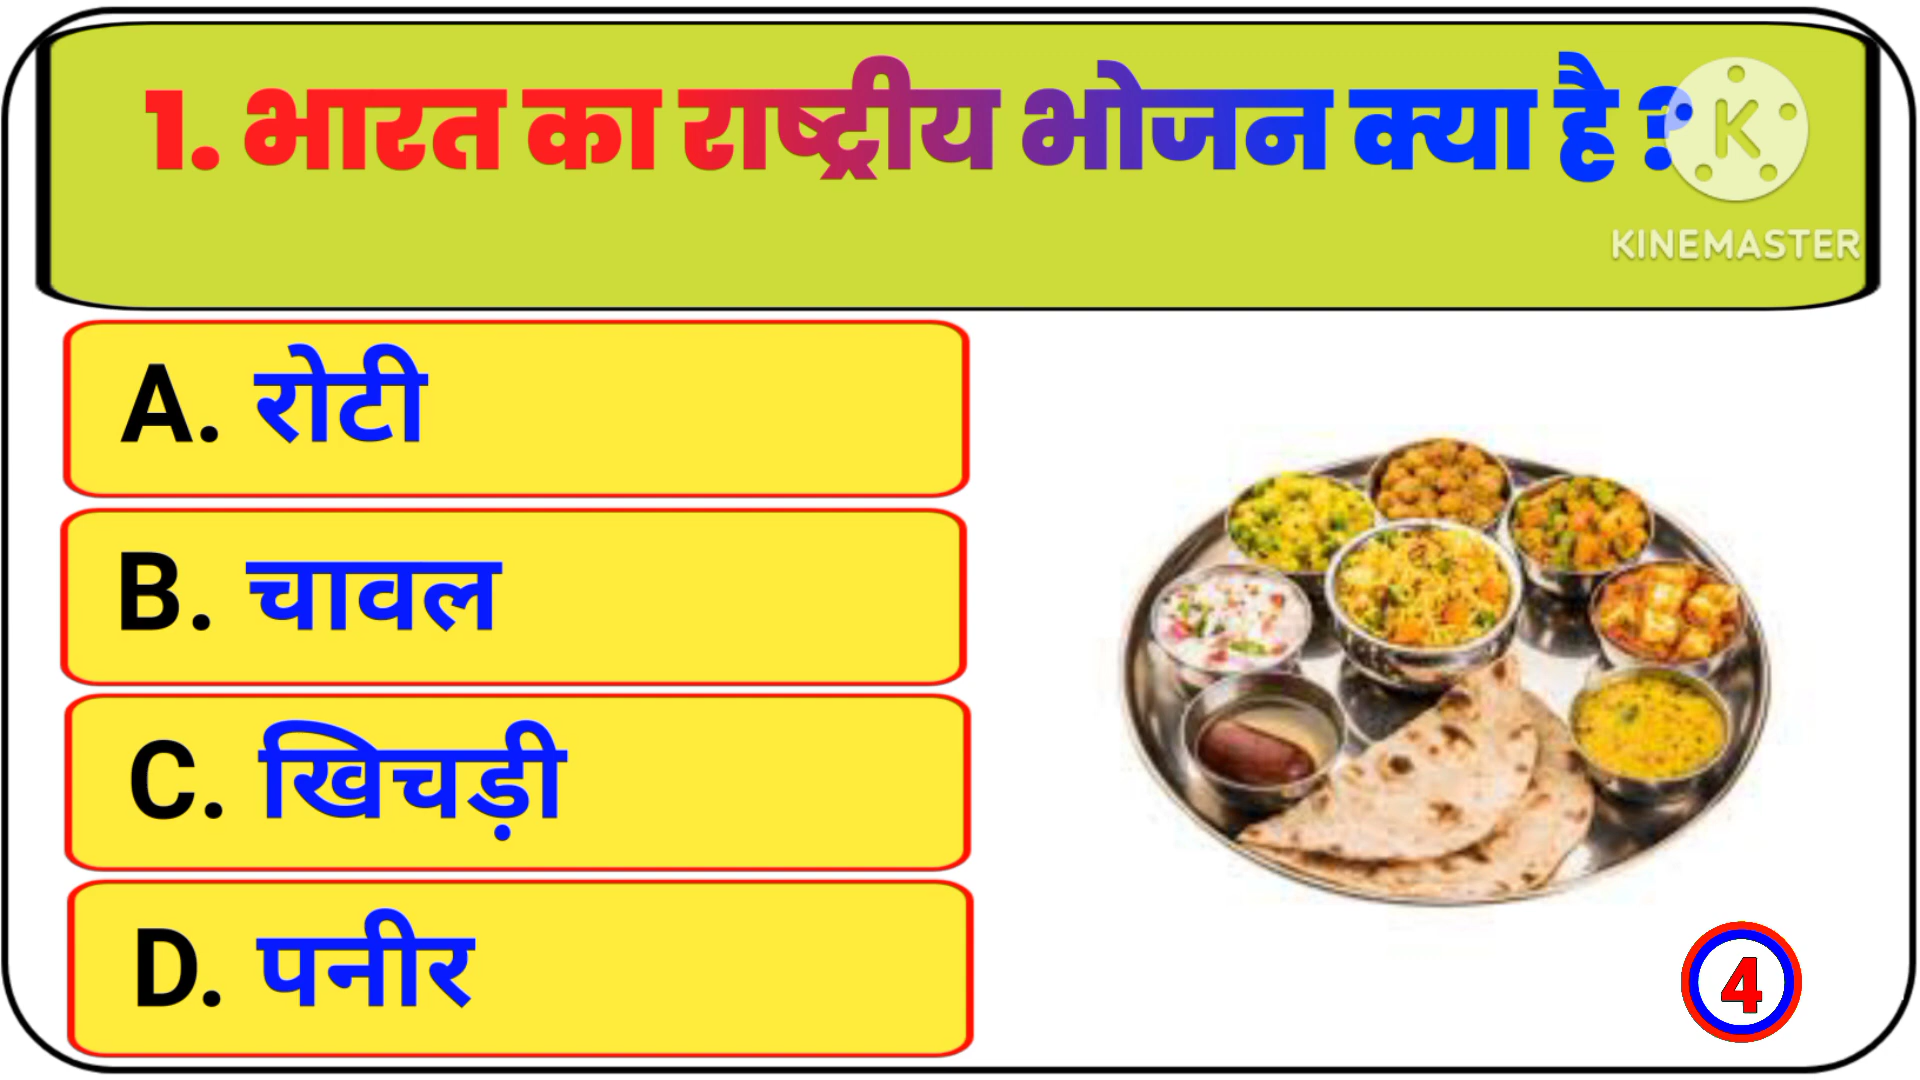 1. भारत का राष्ट्रीय भोजन क्या है ?
K
KINEMASTER
A. रोटी
B. चावल
C. खिचड़ी
D. पनीर
4